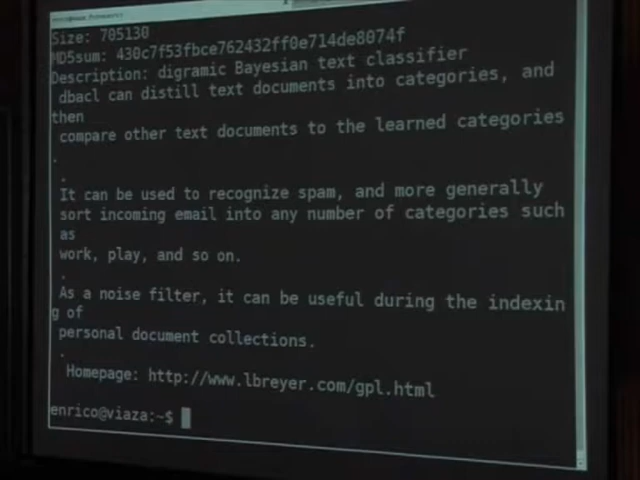 Size: 705130
MD5sum: 430c7f53fbce762432ff0e714de8074f
Description: digramic Bayesian text classifier
dbacl can distill text documents into categories, and
then
compare other text documents to the learned categories
.
.
It can be used to recognize spam, and more generally
sort incoming email into any number of categories such
as
work, play, and so on.
.
As a noise filter, it can be useful during the indexin
g of
personal document collections.
.
Homepage: http://www.lbreyer.com/gpl.html
enrico@viaza:~$